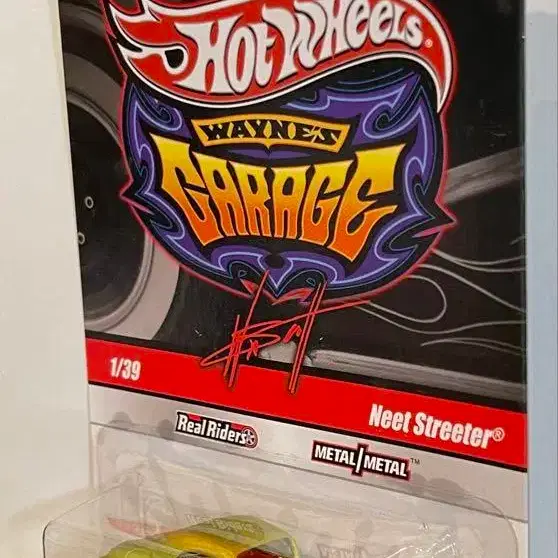 HOT WHEELS®
WAYNE'S
GARAGE
1/39
Neet Streeter®
Real Riders
METAL/METAL™